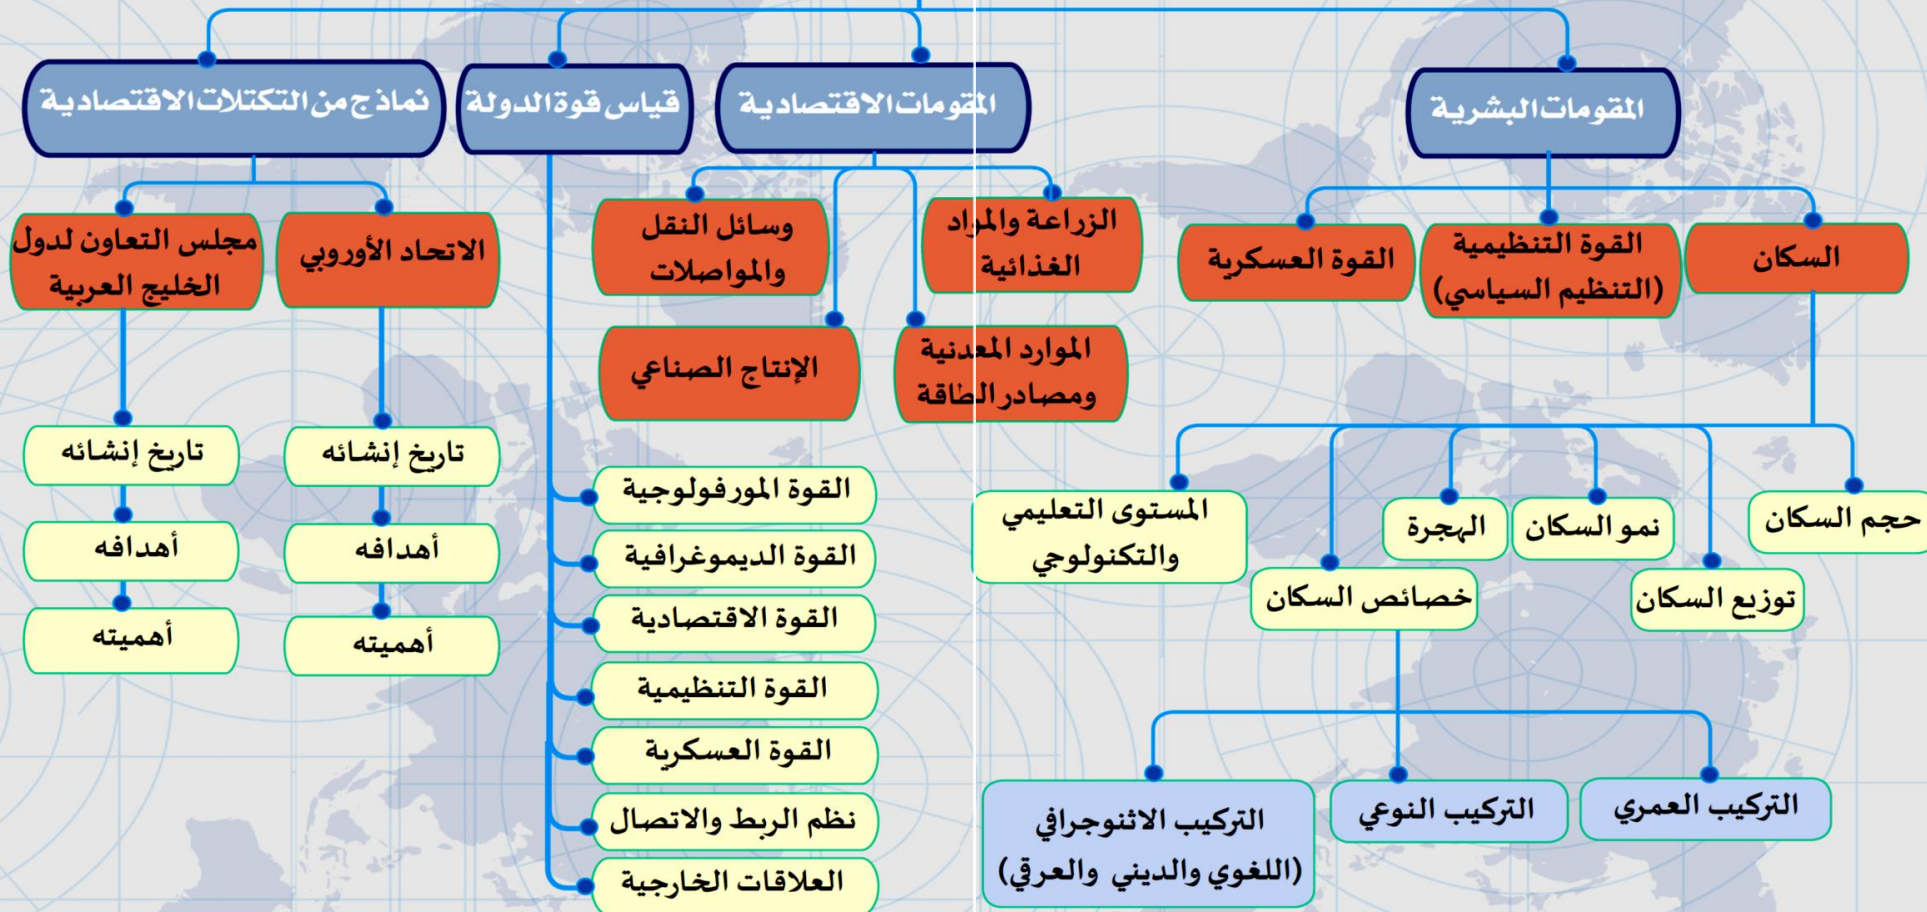 المقومات البشرية
المقومات الاقتصادية
قياس قوة الدولة
نماذج من التكتلات الاقتصادية
السكان
القوة التنظيمية
(التنظيم السياسي)
القوة العسكرية
الزراعة والمواد
الغذائية
وسائل النقل
والمواصلات
الموارد المعدنية
ومصادر الطاقة
الإنتاج الصناعي
الاتحاد الأوروبي
مجلس التعاون لدول
الخليج العربية
حجم السكان
توزيع السكان
نمو السكان
الهجرة
خصائص السكان
المستوى التعليمي
والتكنولوجي
التركيب العمري
التركيب النوعي
التركيب الاثنوجرافي
(اللغوي والديني والعرقي)
القوة المورفولوجية
القوة الديموغرافية
القوة الاقتصادية
القوة التنظيمية
القوة العسكرية
نظم الربط والاتصال
العلاقات الخارجية
تاريخ إنشائه
أهدافه
أهميته
تاريخ إنشائه
أهدافه
أهميته